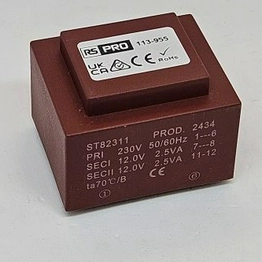 RS PRO 113-955
UK CA CE RoHS
ST82311 PROD. 2434
PRI 230V 50/60Hz 1---6
SECI 12.0V 2.5VA 7---8
SECII 12.0V 2.5VA 11-12
ta70°C/B CE